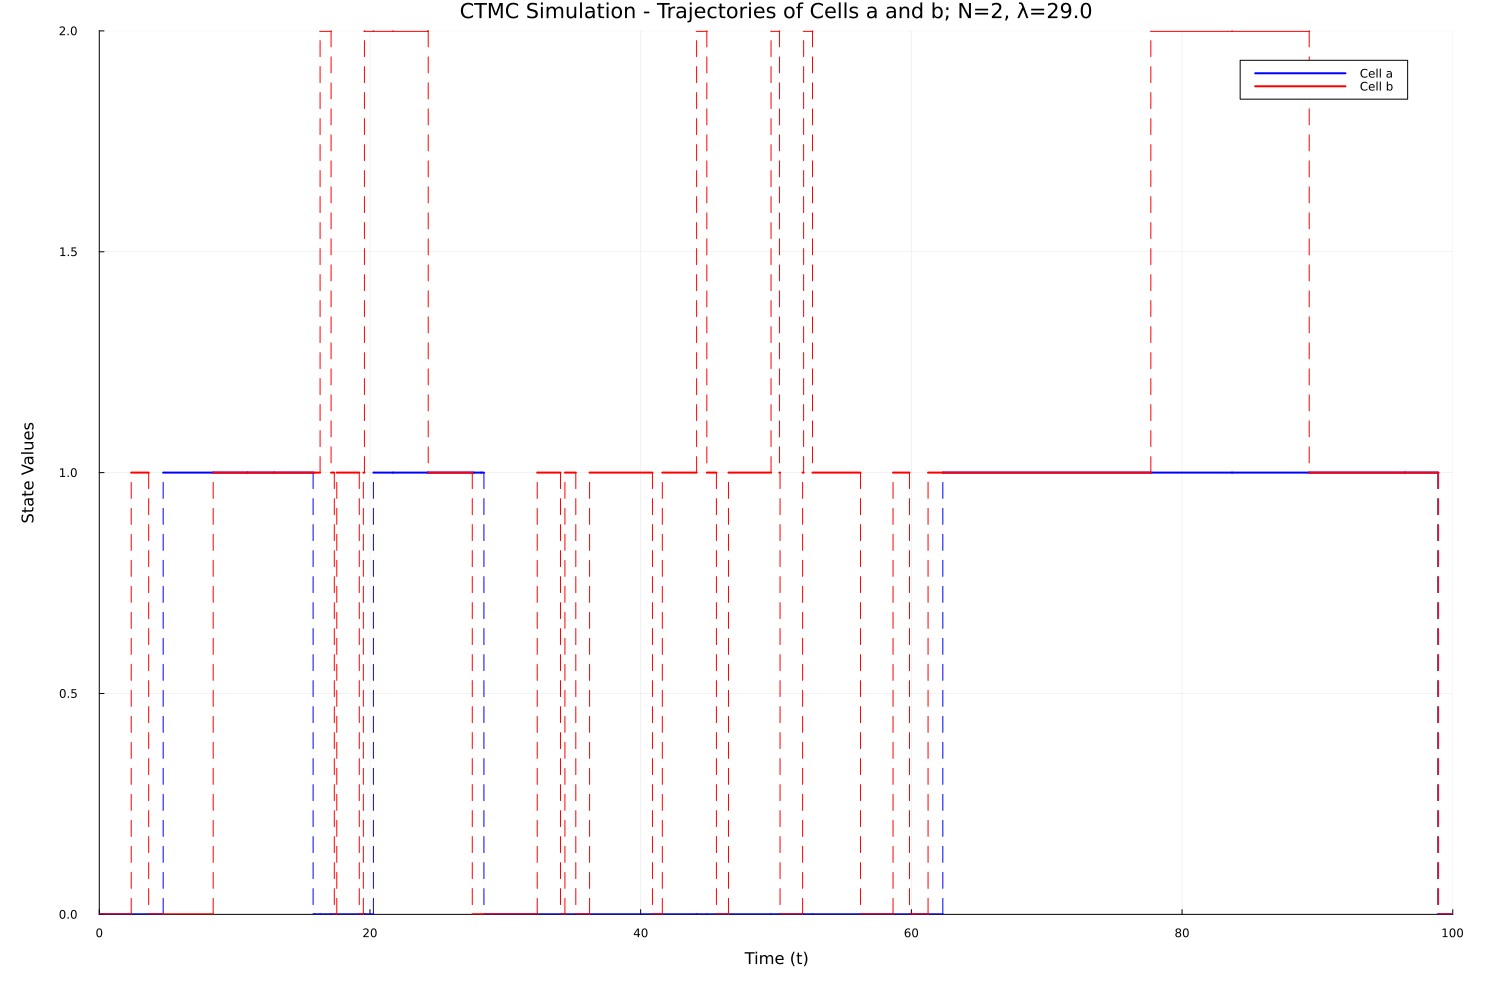 CTMC Simulation - Trajectories of Cells a and b; N=2, λ=29.0
2.0
1.5
1.0
0.5
0.0
State Values
Cell a
Cell b
0 20 40 60 80 100
Time (t)